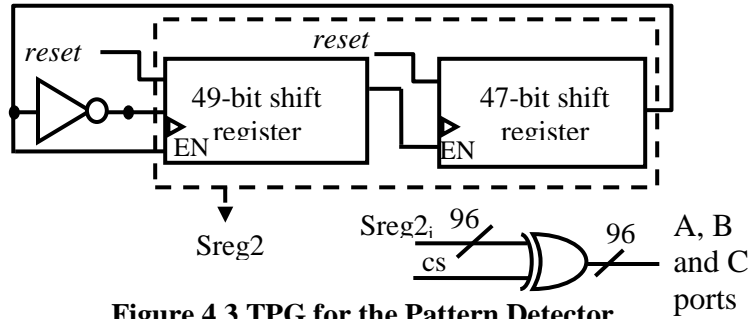 reset
reset
49-bit shift
register
EN
47-bit shift
register
EN
Sreg2
Sreg2i
96
cs
96
A, B
and C
ports
Figure 4.3 TPG for the Pattern Detector